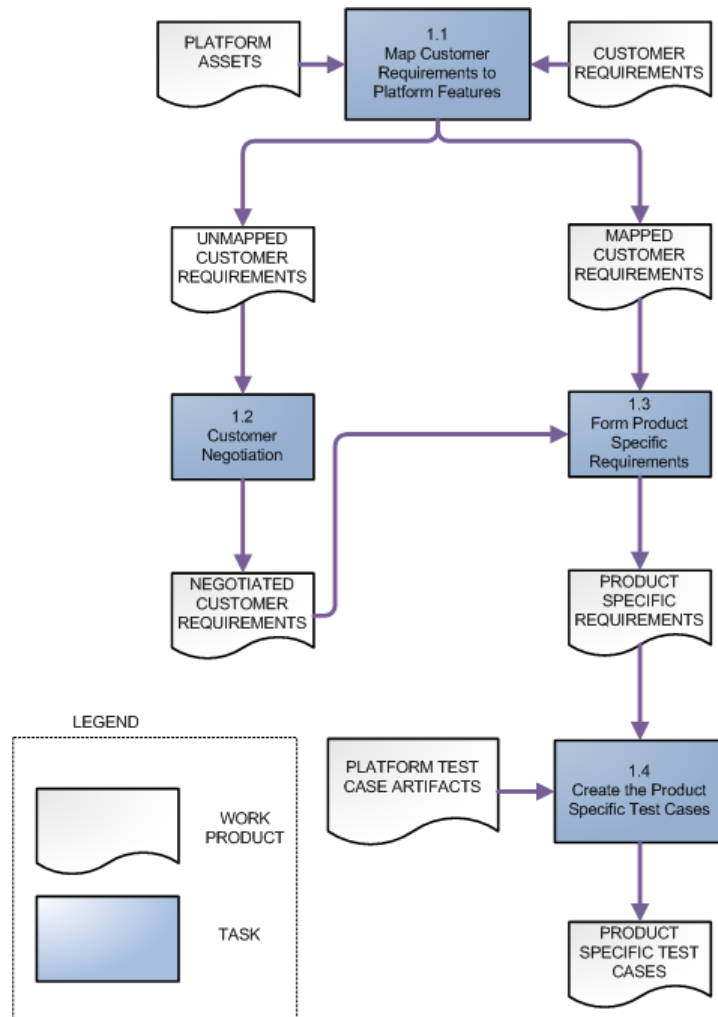 PLATFORM
ASSETS
1.1
Map Customer
Requirements to
Platform Features
CUSTOMER
REQUIREMENTS
UNMAPPED
CUSTOMER
REQUIREMENTS
MAPPED
CUSTOMER
REQUIREMENTS
1.2
Customer
Negotiation
1.3
Form Product
Specific
Requirements
NEGOTIATED
CUSTOMER
REQUIREMENTS
PRODUCT
SPECIFIC
REQUIREMENTS
LEGEND
WORK
PRODUCT
TASK
PLATFORM TEST
CASE ARTIFACTS
1.4
Create the Product
Specific Test Cases
PRODUCT
SPECIFIC TEST
CASES